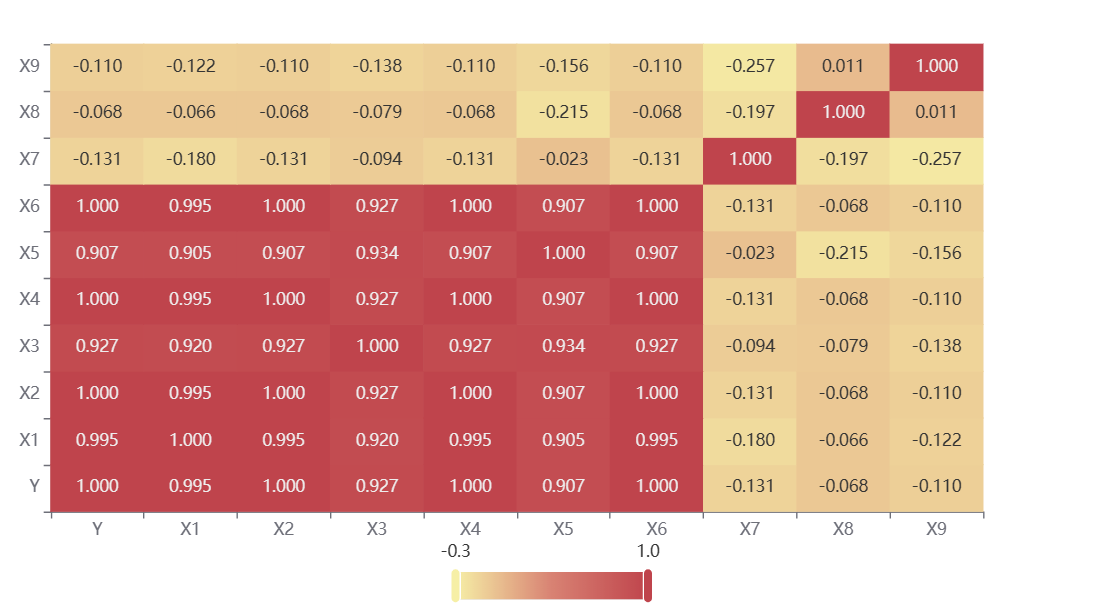 X9 -0.110 -0.122 -0.110 -0.138 -0.110 -0.156 -0.110 -0.257 0.011 1.000
X8 -0.068 -0.066 -0.068 -0.079 -0.068 -0.215 -0.068 -0.197 1.000 0.011
X7 -0.131 -0.180 -0.131 -0.094 -0.131 -0.023 -0.131 1.000 -0.197 -0.257
X6 1.000 0.995 1.000 0.927 1.000 0.907 1.000 -0.131 -0.068 -0.110
X5 0.907 0.905 0.907 0.934 0.907 1.000 0.907 -0.023 -0.215 -0.156
X4 1.000 0.995 1.000 0.927 1.000 0.907 1.000 -0.131 -0.068 -0.110
X3 0.927 0.920 0.927 1.000 0.927 0.934 0.927 -0.094 -0.079 -0.138
X2 1.000 0.995 1.000 0.927 1.000 0.907 1.000 -0.131 -0.068 -0.110
X1 0.995 1.000 0.995 0.920 0.995 0.905 0.995 -0.180 -0.066 -0.122
Y 1.000 0.995 1.000 0.927 1.000 0.907 1.000 -0.131 -0.068 -0.110
Y X1 X2 X3 X4 X5 X6 X7 X8 X9
-0.3 1.0